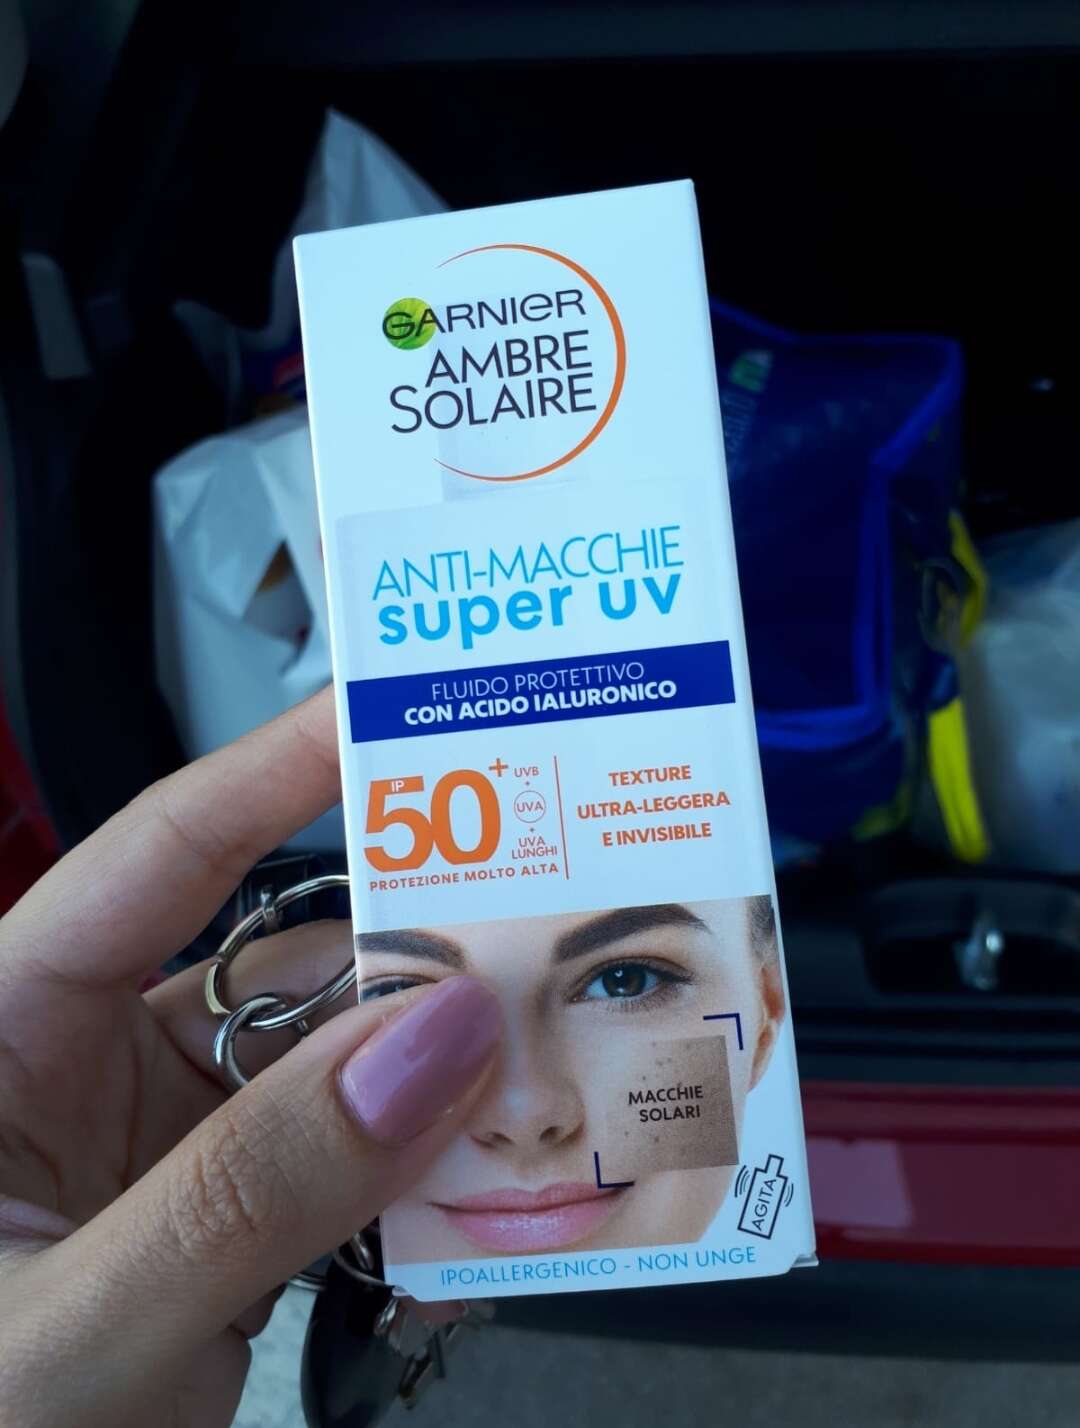 GARNIER
AMBRE
SOLAIRE
ANTI-MACCHIE
super uv
FLUIDO PROTETTIVO
CON ACIDO IALURONICO
IP
50+
UVB
+
UVA
+
UVA
LUNGHI
PROTEZIONE MOLTO ALTA
TEXTURE
ULTRA-LEGGERA
E INVISIBILE
MACCHIE
SOLARI
AGITA
IPOALLERGENICO - NON UNGE